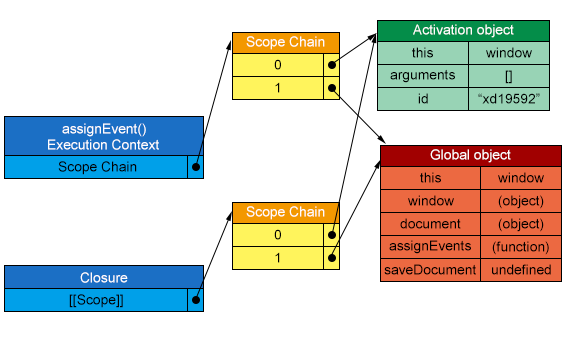 Scope Chain
0
1
Activation object
this window
arguments []
id “xd19592”
assignEvent()
Execution Context
Scope Chain
Global object
this window
window (object)
document (object)
assignEvents (function)
saveDocument undefined
Scope Chain
0
1
Closure
[[Scope]]